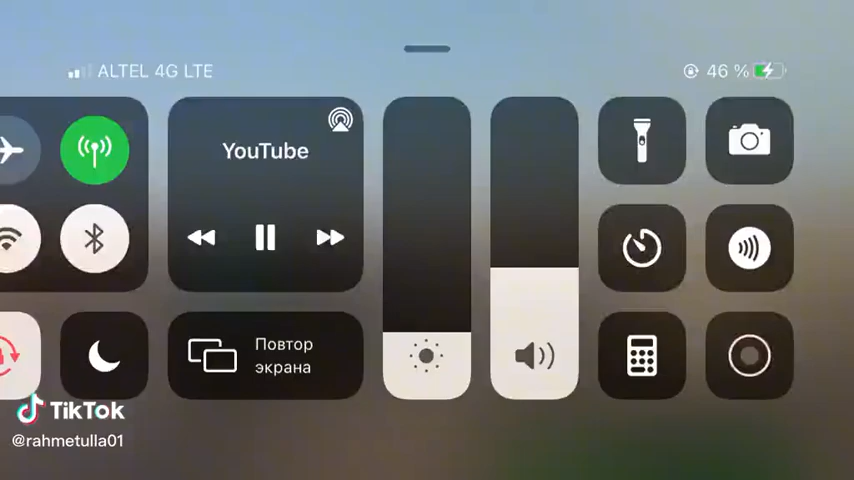 ALTEL 4G LTE
46 %
YouTube
Повтор
экрана
TikTok
@rahmetulla01